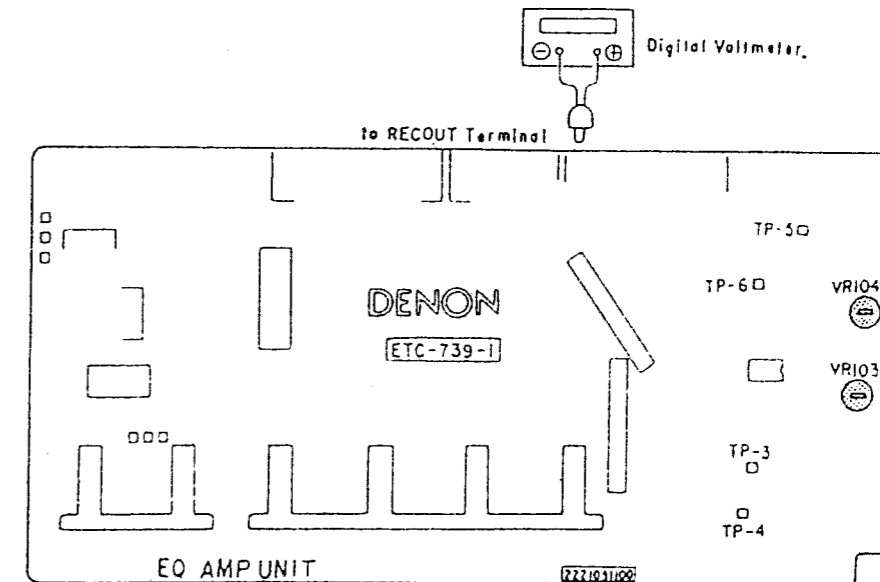 Digital Voltmeter.
to RECOUT Terminal
TP-5
TP-6
VR104
DENON
ETC-739-1
VR103
TP-3
TP-4
EQ AMP UNIT
2221031100